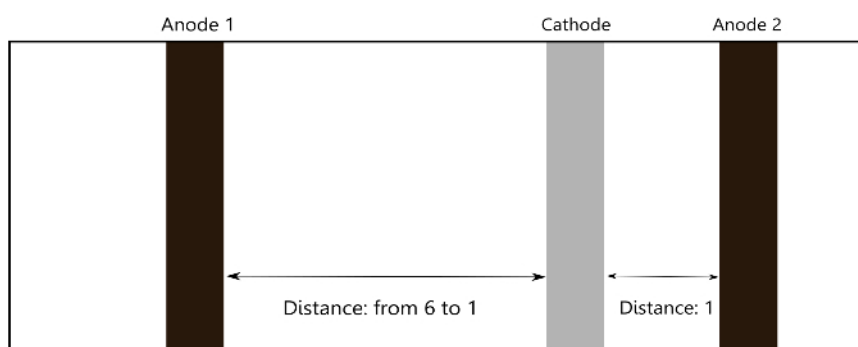 Anode 1
Cathode
Anode 2
Distance: from 6 to 1
Distance: 1